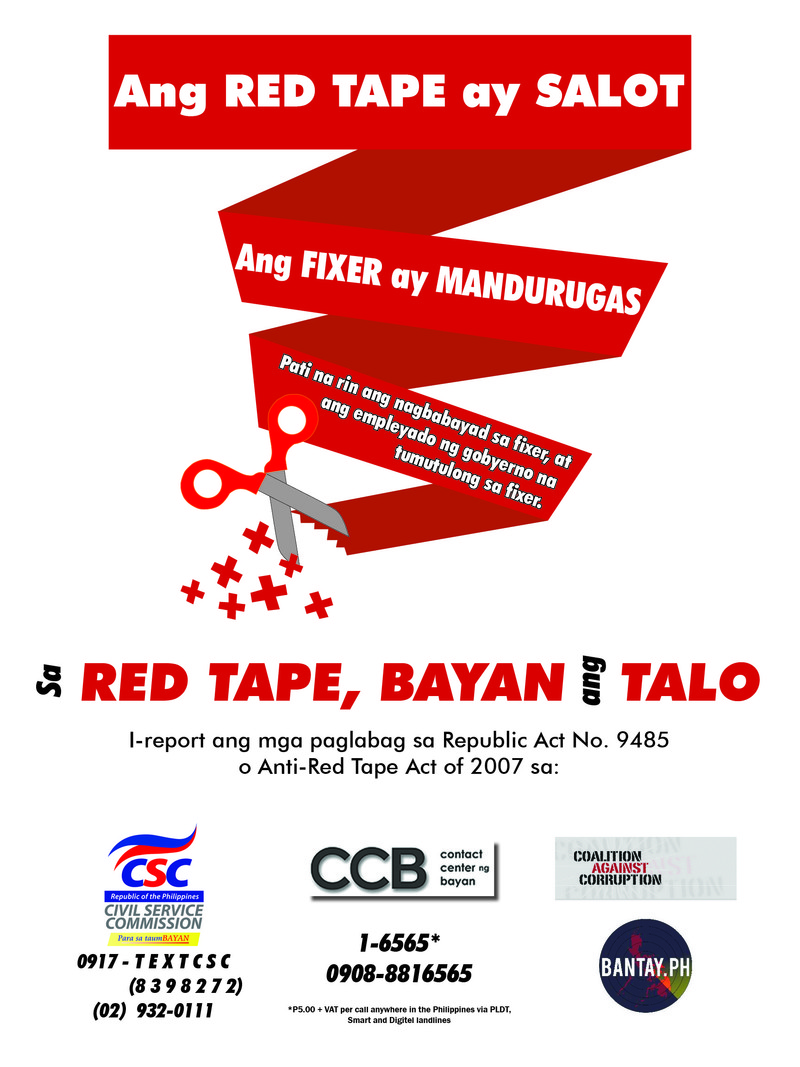 Ang RED TAPE ay SALOT
Ang FIXER ay MANDURUGAS
Pati na rin ang nagbabayad sa fixer, at
ang empleyado ng gobyerno na
tumutulong sa fixer.
Sa RED TAPE, BAYAN ang TALO
I-report ang mga paglabag sa Republic Act No. 9485
o Anti-Red Tape Act of 2007 sa:
CSC
Republic of the Philippines
CIVIL SERVICE
COMMISSION
Para sa taumBAYAN
0917 - T E X T C S C
(8 3 9 8 2 7 2)
(02) 932-0111
CCB
contact
center ng
bayan
1-6565*
0908-8816565
*P5.00 + VAT per call anywhere in the Philippines via PLDT,
Smart and Digitel landlines
COALITION
AGAINST
CORRUPTION
BANTAY.PH